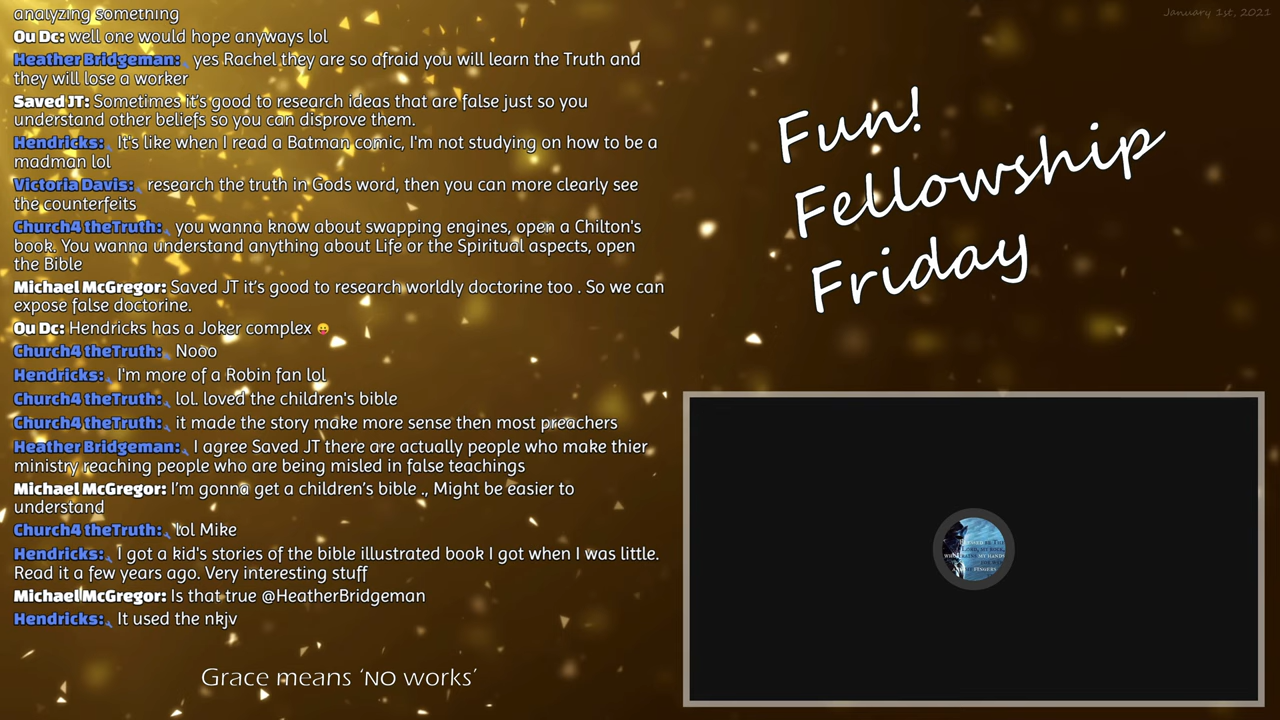 analyzing something
Ou Dc: well one would hope anyways lol
Heather Bridgeman: yes Rachel they are so afraid you will learn the Truth and
they will lose a worker
Saved JT: Sometimes it's good to research ideas that are false just so you
understand other beliefs so you can disprove them.
Hendricks: It's like when I read a Batman comic, I'm not studying on how to be a
madman lol
Victoria Davis: research the truth in Gods word, then you can more clearly see
the counterfeits
Church4 theTruth: you wanna know about swapping engines, open a Chilton's
book. You wanna understand anything about Life or the Spiritual aspects, open
the Bible
Michael McGregor: Saved JT it's good to research worldly doctorine too . So we can
expose false doctorine.
Ou Dc: Hendricks has a Joker complex 😛
Church4 theTruth: Nooo
Hendricks: I'm more of a Robin fan lol
Church4 theTruth: lol. loved the children's bible
Church4 theTruth: it made the story make more sense then most preachers
Heather Bridgeman: I agree Saved JT there are actually people who make thier
ministry reaching people who are being misled in false teachings
Michael McGregor: I'm gonna get a children's bible ., Might be easier to
understand
Church4 theTruth: lol Mike
Hendricks: I got a kid's stories of the bible illustrated book I got when I was little.
Read it a few years ago. Very interesting stuff
Michael McGregor: Is that true @HeatherBridgeman
Hendricks: It used the nkjv
Grace means ‘NO works’
January 1st, 2021
Fun!
Fellowship
Friday
BLESSED BE THE
LORD, MY ROCK,
MY HANDS
FINGERS